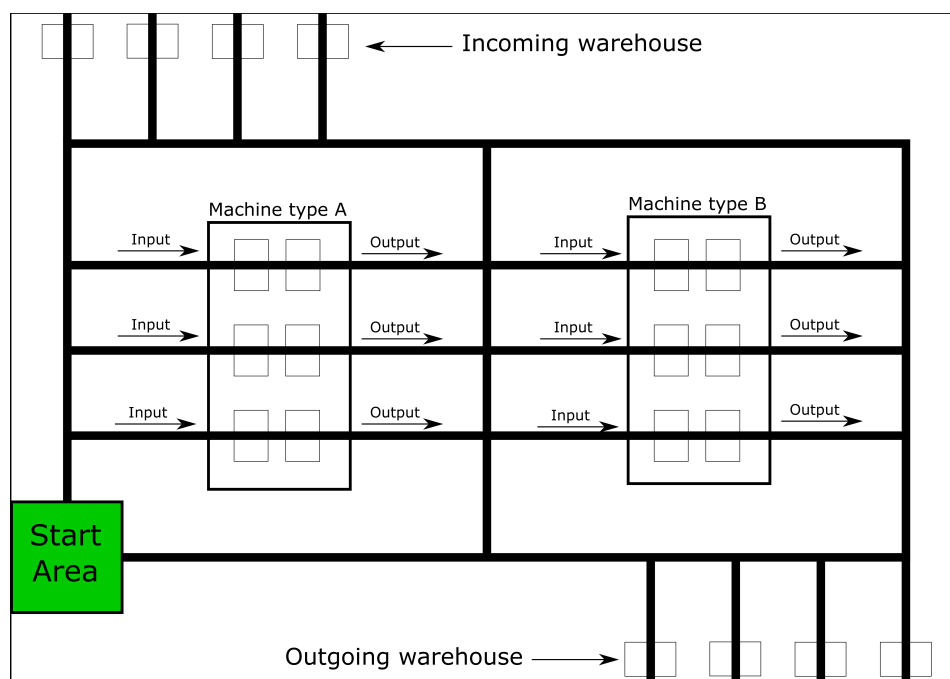 Incoming warehouse
Machine type A
Machine type B
Input
Output
Input
Output
Input
Output
Input
Output
Input
Output
Input
Output
Start
Area
Outgoing warehouse